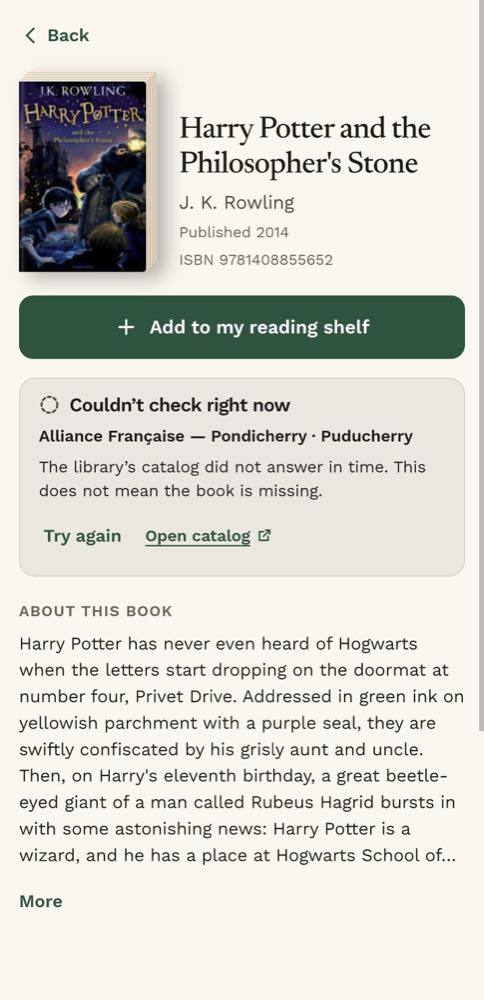 Back
J.K. ROWLING
HARRY POTTER
and the
Philosopher's Stone
Harry Potter and the
Philosopher's Stone
J. K. Rowling
Published 2014
ISBN 9781408855652
Add to my reading shelf
Couldn’t check right now
Alliance Française — Pondicherry · Puducherry
The library’s catalog did not answer in time. This
does not mean the book is missing.
Try again Open catalog
ABOUT THIS BOOK
Harry Potter has never even heard of Hogwarts
when the letters start dropping on the doormat at
number four, Privet Drive. Addressed in green ink on
yellowish parchment with a purple seal, they are
swiftly confiscated by his grisly aunt and uncle.
Then, on Harry's eleventh birthday, a great beetle-
eyed giant of a man called Rubeus Hagrid bursts in
with some astonishing news: Harry Potter is a
wizard, and he has a place at Hogwarts School of...
More